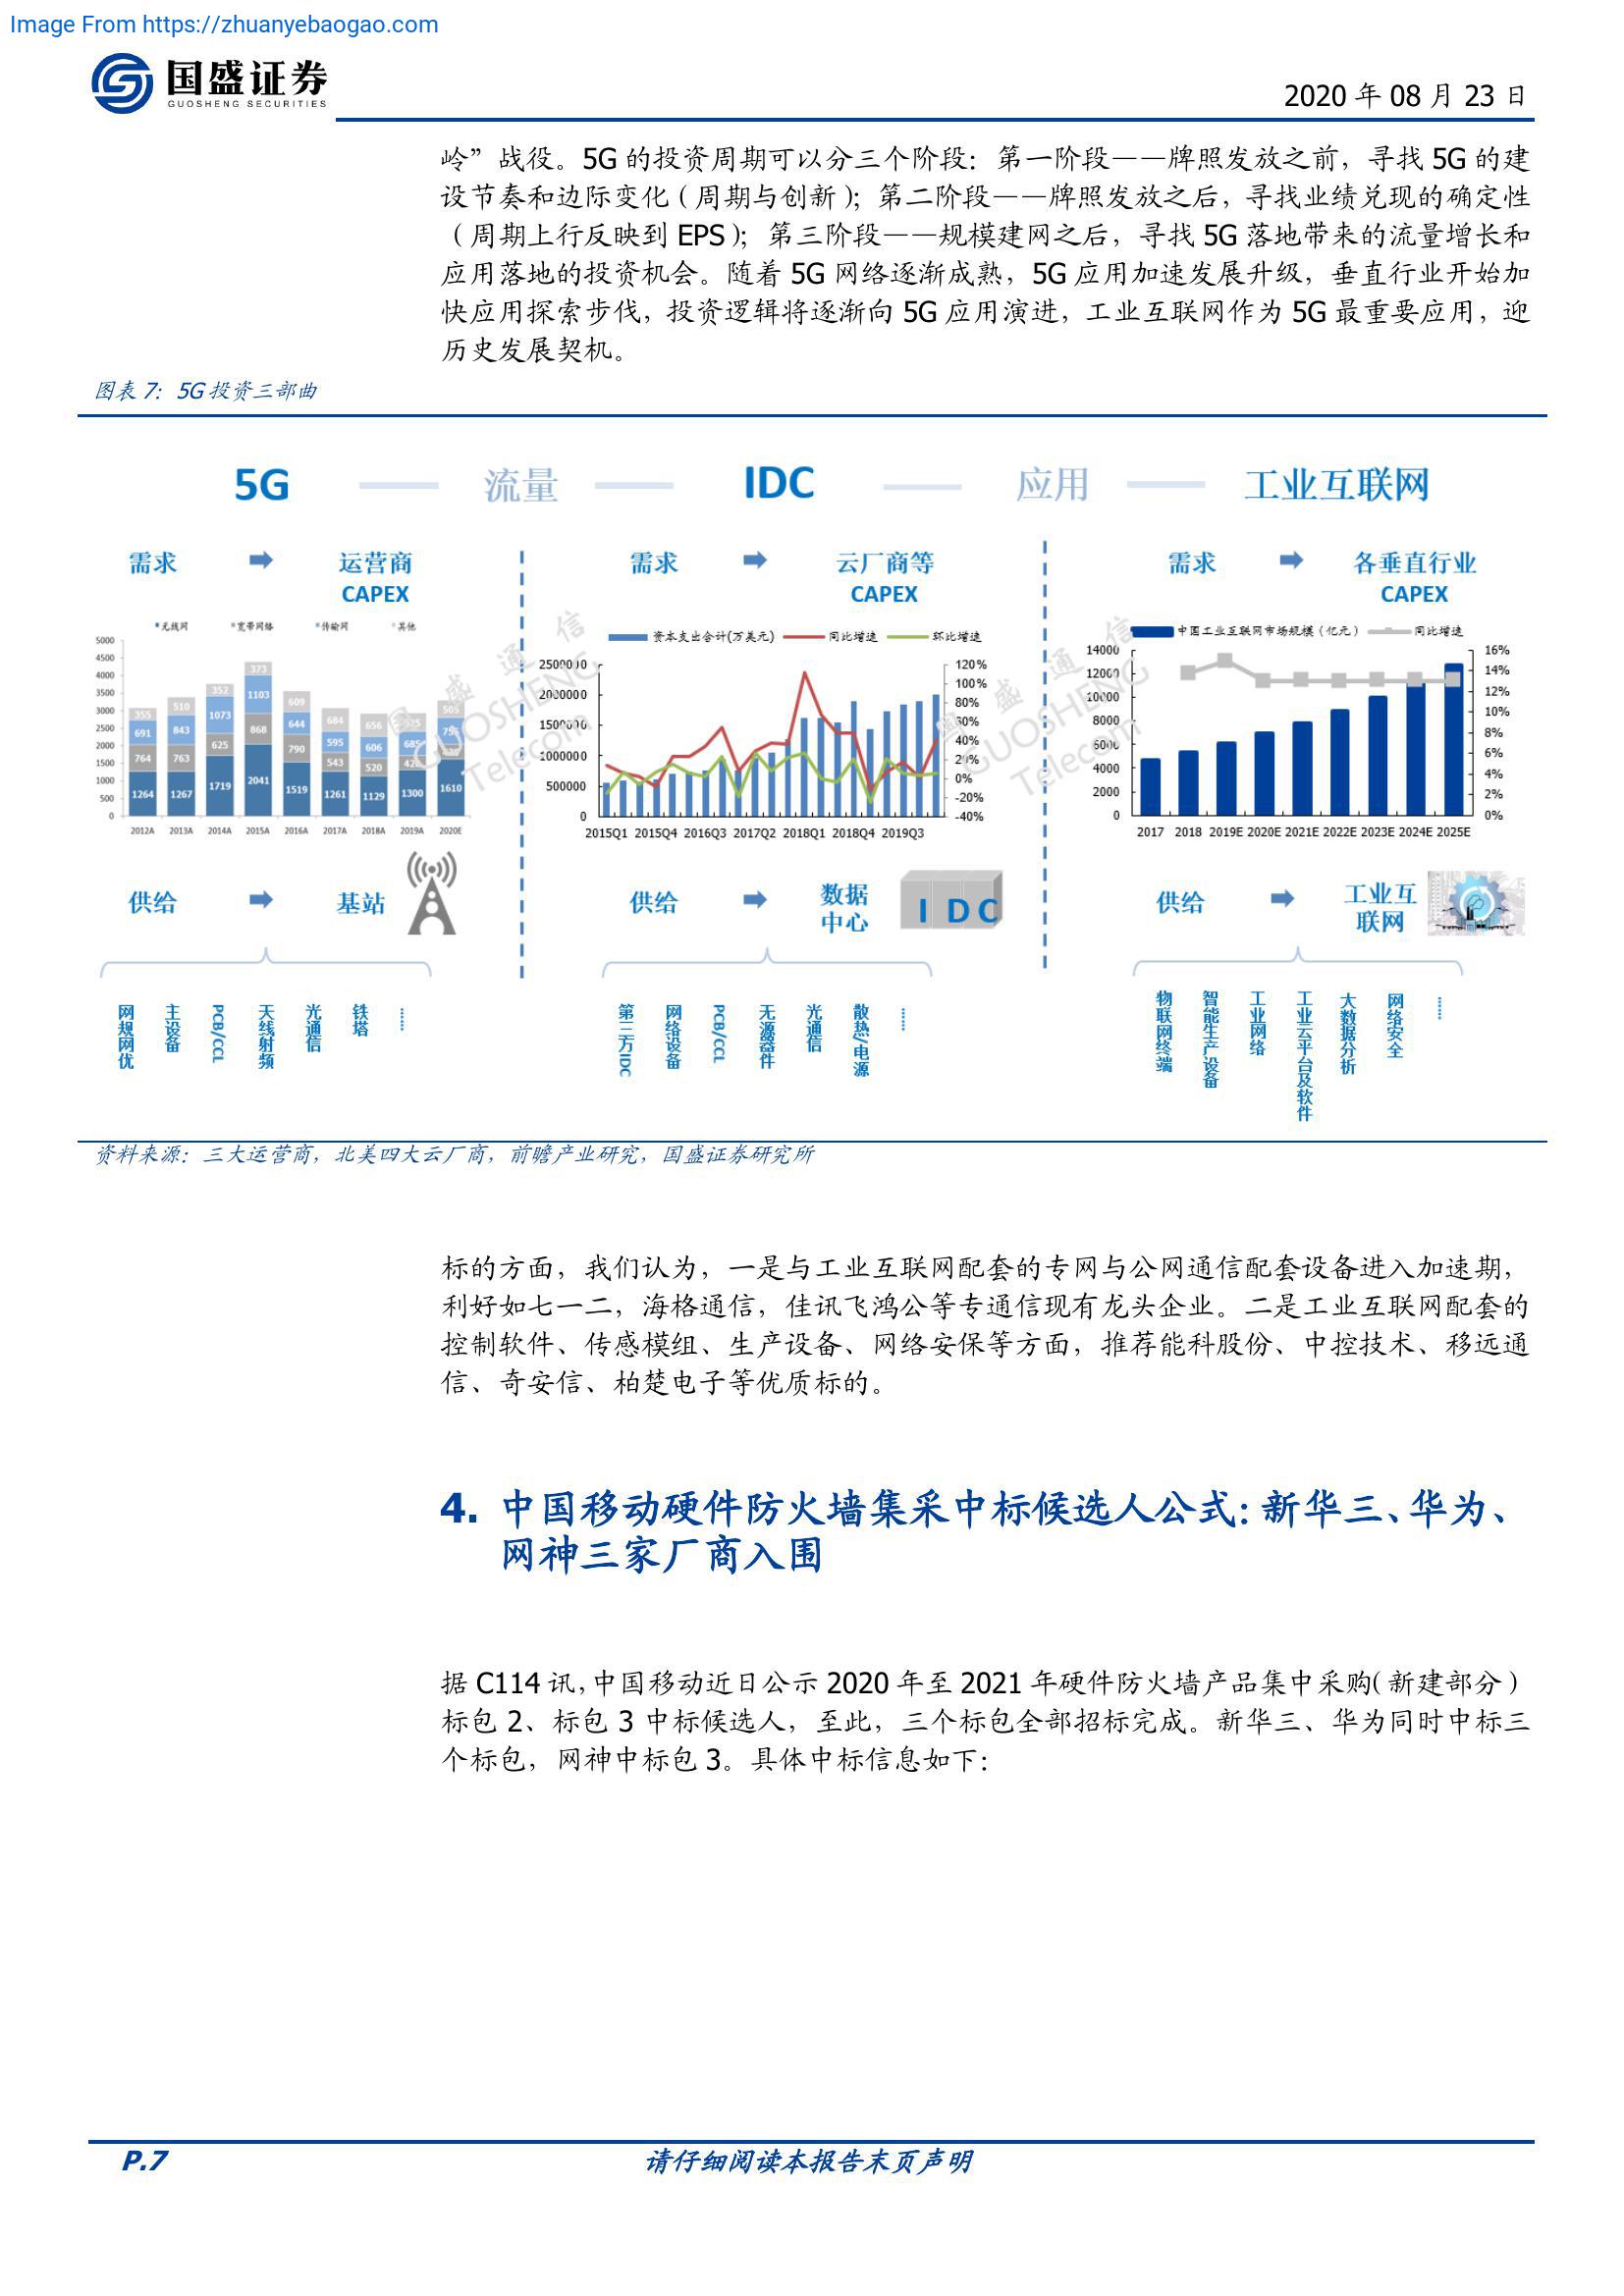 Image From https://zhuanyebaogao.com
国盛证券
GUOSHENG SECURITIES
2020 年 08 月 23 日
岭”战役。5G 的投资周期可以分三个阶段：第一阶段——牌照发放之前，寻找 5G 的建
设节奏和边际变化（周期与创新）；第二阶段——牌照发放之后，寻找业绩兑现的确定性
（周期上行反映到 EPS）；第三阶段——规模建网之后，寻找 5G 落地带来的流量增长和
应用落地的投资机会。随着 5G 网络逐渐成熟，5G 应用加速发展升级，垂直行业开始加
快应用探索步伐，投资逻辑将逐渐向 5G 应用演进，工业互联网作为 5G 最重要应用，迎
历史发展契机。
图表 7：5G 投资三部曲
5G 流量 IDC 应用 工业互联网
需求 运营商
CAPEX
无线网 宽带网络 传输网 其他
5000
4500
4000
3500
3000
2500
2000
1500
1000
500
0
355 510 352 373 609 684 656
691 843 1073 1103 644 595 606 685
764 763 625 868 790 543 520
1264 1267 1719 2041 1519 1261 1129 1300 1610
2012A 2013A 2014A 2015A 2016A 2017A 2018A 2019A 2020E
供给 基站
网规网优
主设备
PCB/CCL
天线射频
光通信
铁塔
……
需求 云厂商等
CAPEX
资本支出合计(万美元) 同比增速 环比增速
2500000
2000000
1500000
1000000
500000
0
120%
100%
80%
60%
40%
20%
0%
-20%
-40%
2015Q1 2015Q4 2016Q3 2017Q2 2018Q1 2018Q4 2019Q3
供给 数据
中心
I D C
第三方IDC
网络设备
PCB/CCL
无源器件
光通信
散热/电源
……
需求 各垂直行业
CAPEX
中国工业互联网市场规模（亿元） 同比增速
14000
12000
10000
8000
6000
4000
2000
0
16%
14%
12%
10%
8%
6%
4%
2%
0%
2017 2018 2019E 2020E 2021E 2022E 2023E 2024E 2025E
供给 工业互
联网
物联网终端
智能生产设备
工业网络
工业云平台及软件
大数据分析
网络安全
……
国盛通信
GUOSHENG
Telecom
国盛通信
GUOSHENG
Telecom
资料来源：三大运营商，北美四大云厂商，前瞻产业研究，国盛证券研究所
标的方面，我们认为，一是与工业互联网配套的专网与公网通信配套设备进入加速期，
利好如七一二，海格通信，佳讯飞鸿公等专通信现有龙头企业。二是工业互联网配套的
控制软件、传感模组、生产设备、网络安保等方面，推荐能科股份、中控技术、移远通
信、奇安信、柏楚电子等优质标的。
4. 中国移动硬件防火墙集采中标候选人公式：新华三、华为、
网神三家厂商入围
据 C114 讯，中国移动近日公示 2020 年至 2021 年硬件防火墙产品集中采购（新建部分）
标包 2、标包 3 中标候选人，至此，三个标包全部招标完成。新华三、华为同时中标三
个标包，网神中标包 3。具体中标信息如下：
P.7
请仔细阅读本报告末页声明